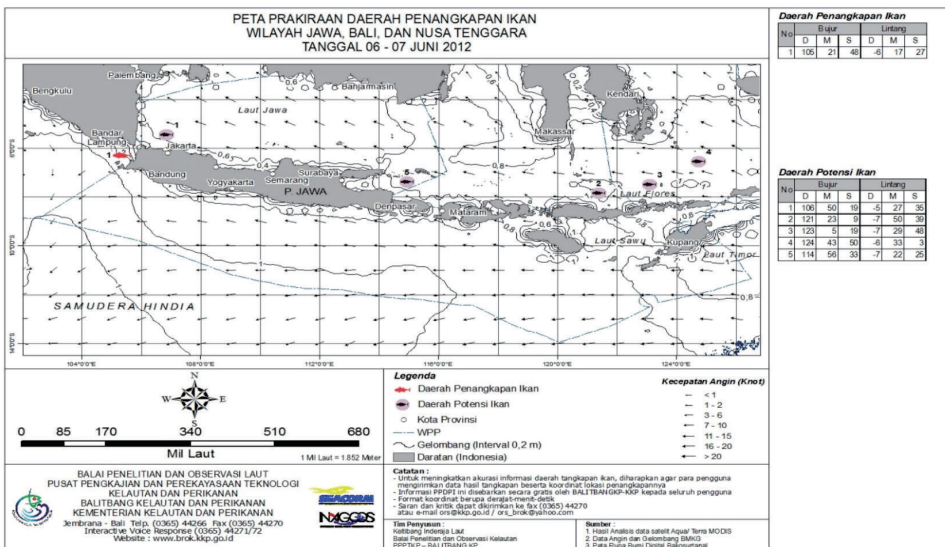 PETA PRAKIRAAN DAERAH PENANGKAPAN IKAN
WILAYAH JAWA, BALI, DAN NUSA TENGGARA
TANGGAL 06 - 07 JUNI 2012
Daerah Penangkapan Ikan
No Bujur Lintang
D M S D M S
1 105 21 48 -6 17 27
Palembang
Bengkulu
Banjarmasin
Kendari
Laut Jawa
Bandar
Lampung
Makassar
Jakarta
Bandung
Semarang
Surabaya
Yogyakarta
P. JAWA
Denpasar
Mataram
Laut Flores
Laut Sawu
Kupang
Laut Timor
SAMUDERA HINDIA
104°0'0"E 108°0'0"E 112°0'0"E 116°0'0"E 120°0'0"E 124°0'0"E
Daerah Potensi Ikan
No Bujur Lintang
D M S D M S
1 106 50 19 -5 27 35
2 121 23 9 -7 50 39
3 123 5 19 -7 29 48
4 124 43 50 -6 33 3
5 114 56 33 -7 22 25
N
W E
S
0 85 170 340 510 680
Mil Laut
1 Mil Laut = 1.852 Meter
Legenda
Daerah Penangkapan Ikan
Daerah Potensi Ikan
Kota Provinsi
WPP
Gelombang (Interval 0,2 m)
Daratan (Indonesia)
Kecepatan Angin (Knot)
< 1
1 - 2
3 - 6
7 - 10
11 - 15
16 - 20
> 20
BALAI PENELITIAN DAN OBSERVASI LAUT
PUSAT PENGKAJIAN DAN PEREKAYASAAN TEKNOLOGI
KELAUTAN DAN PERIKANAN
BALITBANG KELAUTAN DAN PERIKANAN
KEMENTERIAN KELAUTAN DAN PERIKANAN
Jembrana - Bali Telp. (0365) 44266 Fax (0365) 44270
Interactive Voice Response (0365) 44271/72
Website : www.brok.kkp.go.id
SEACORM
Catatan :
- Untuk meningkatkan akurasi informasi daerah tangkapan ikan, diharapkan agar para pengguna
mengirimkan data hasil tangkapan beserta koordinat lokasi penangkapannya
- Informasi PPDPI ini disebarkan secara gratis oleh BALITBANGKP-KKP kepada seluruh pengguna
- Format koordinat berupa derajat-menit-detik
- Saran dan kritik dapat dikirimkan ke fax (0365) 44270
atau e-mail ors@kkp.go.id / ors_brok@yahoo.com
Tim Penyusun :
Kelitbang Inderaja Laut
Balai Penelitian dan Observasi Kelautan
PPPTKP - BALITBANG KP
Sumber :
1. Hasil Analisis data satelit Aqua/ Terra MODIS
2. Data Angin dan Gelombang BMKG
3. Peta Rupa Bumi Digital Bakosurtanal